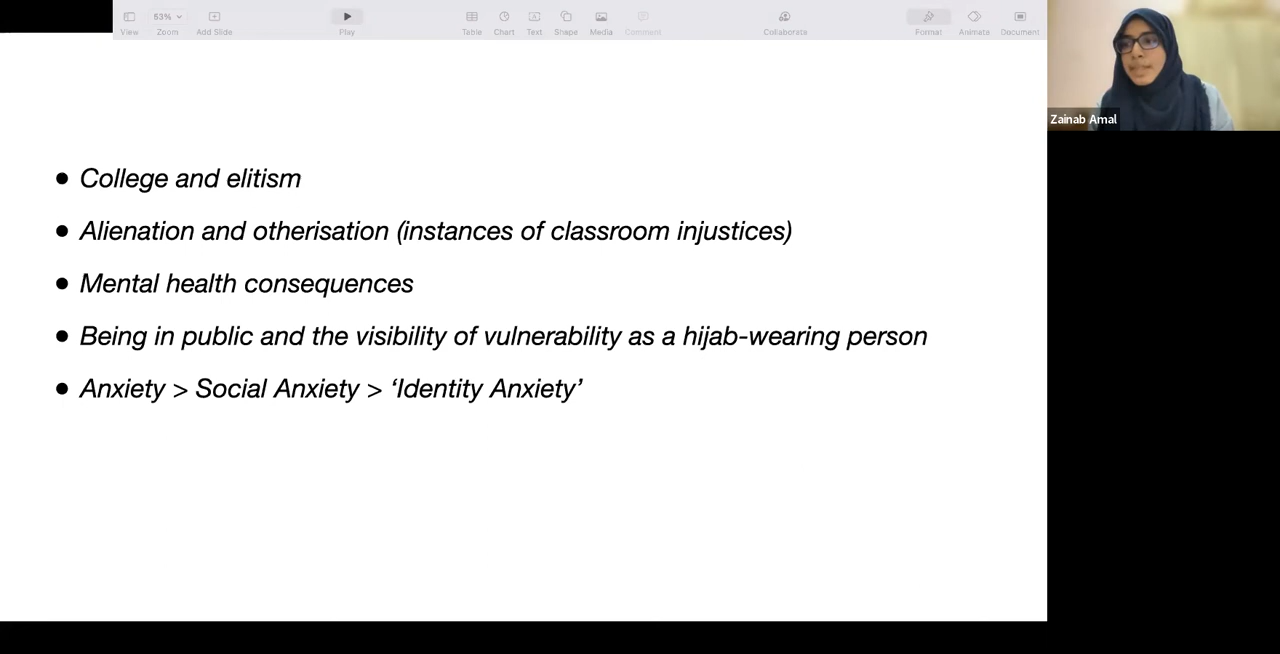 53%
View Zoom Add Slide Play Table Chart Text Shape Media Comment Collaborate Format Animate Document
Zainab Amal
• College and elitism
• Alienation and otherisation (instances of classroom injustices)
• Mental health consequences
• Being in public and the visibility of vulnerability as a hijab-wearing person
• Anxiety > Social Anxiety > ‘Identity Anxiety’